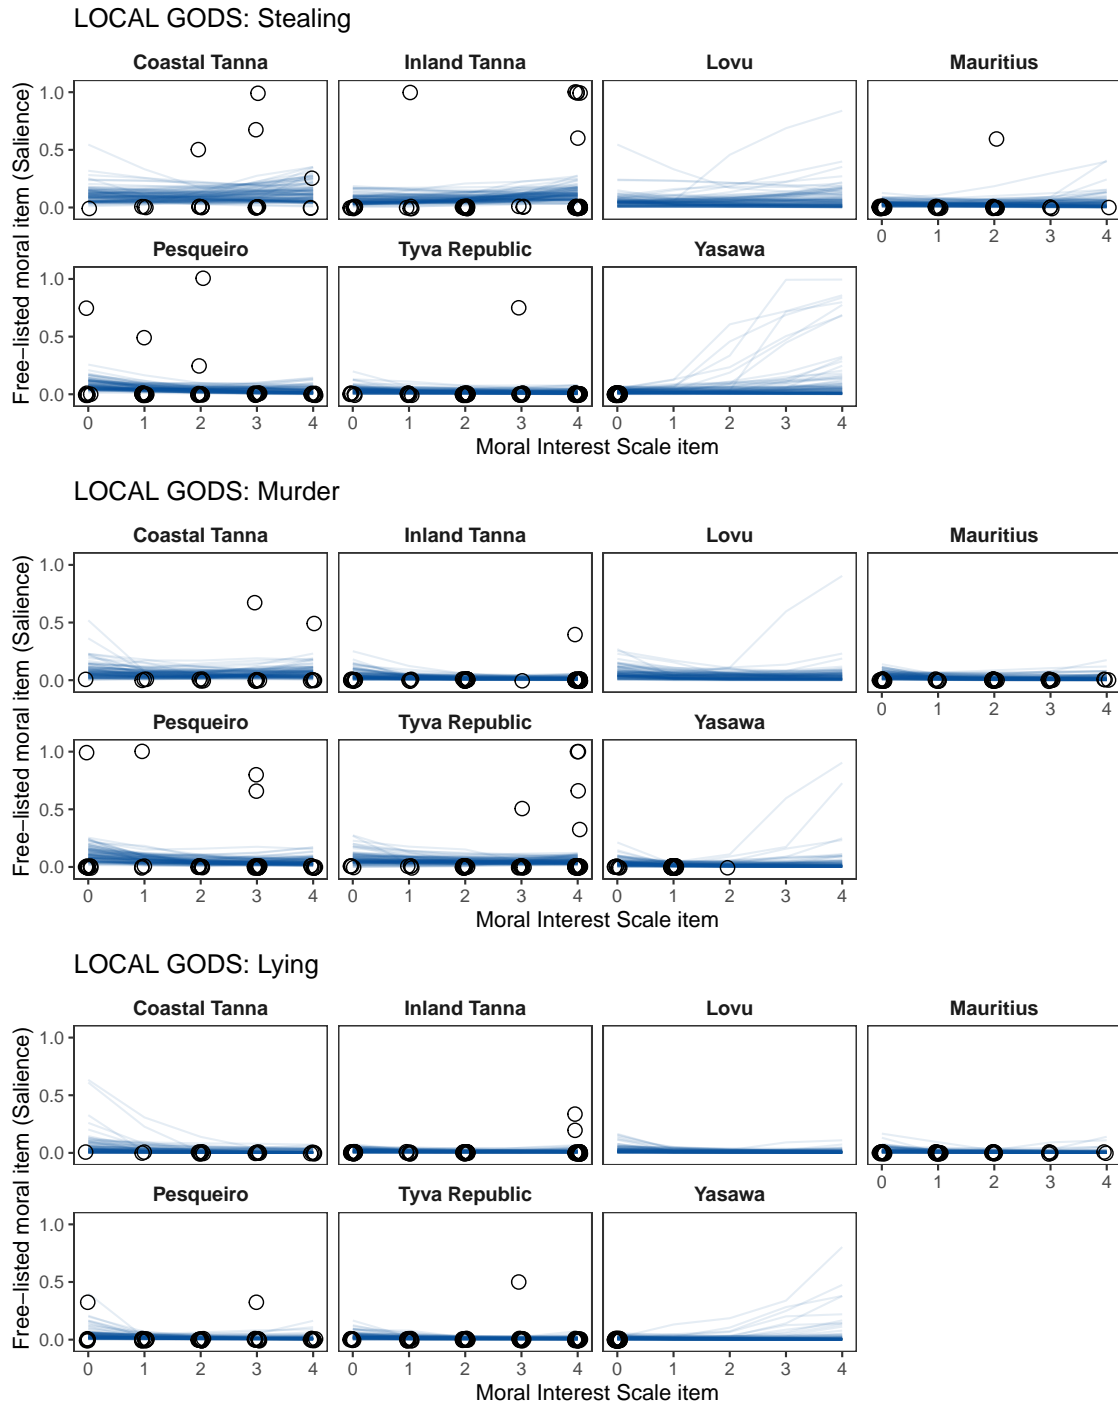 LOCAL GODS: Stealing
Coastal Tanna Inland Tanna Lovu Mauritius
1.0
0.5
0.0
0 1 2 3 4
Pesqueiro Tyva Republic Yasawa
1.0
0.5
0.0
0 1 2 3 4 0 1 2 3 4 0 1 2 3 4
Free−listed moral item (Salience)
Moral Interest Scale item
LOCAL GODS: Murder
Coastal Tanna Inland Tanna Lovu Mauritius
1.0
0.5
0.0
0 1 2 3 4
Pesqueiro Tyva Republic Yasawa
1.0
0.5
0.0
0 1 2 3 4 0 1 2 3 4 0 1 2 3 4
Free−listed moral item (Salience)
Moral Interest Scale item
LOCAL GODS: Lying
Coastal Tanna Inland Tanna Lovu Mauritius
1.0
0.5
0.0
0 1 2 3 4
Pesqueiro Tyva Republic Yasawa
1.0
0.5
0.0
0 1 2 3 4 0 1 2 3 4 0 1 2 3 4
Free−listed moral item (Salience)
Moral Interest Scale item